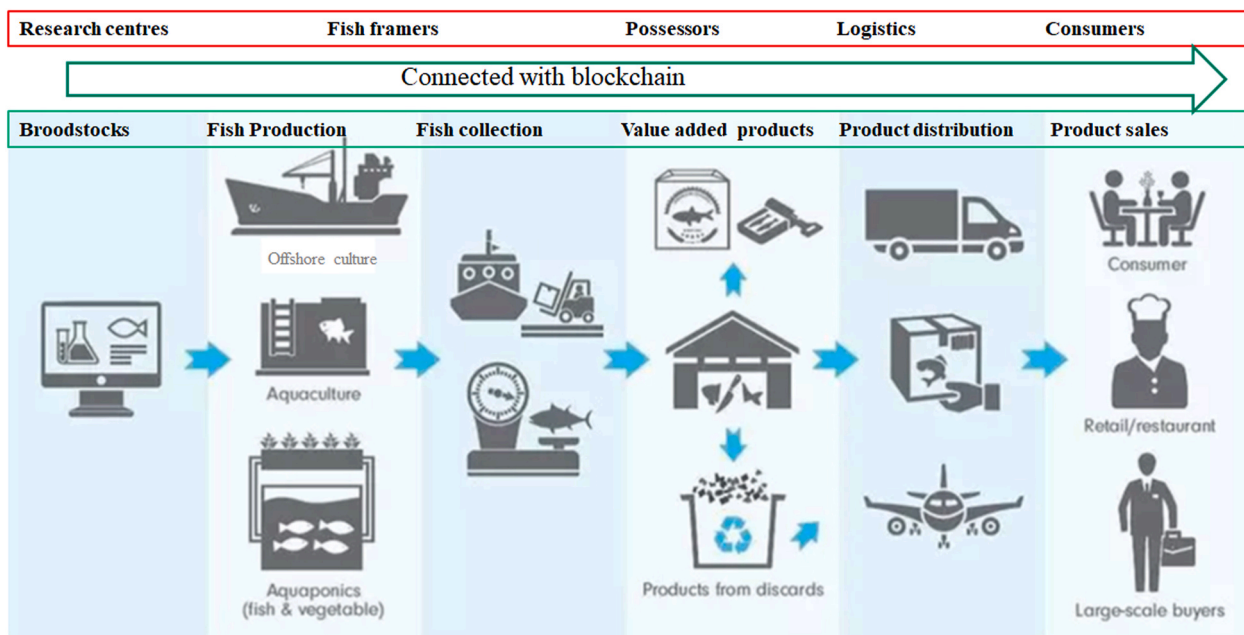 Research centres Fish framers Possessors Logistics Consumers
Connected with blockchain
Broodstocks Fish Production Fish collection Value added products Product distribution Product sales
Offshore culture
Consumer
Aquaculture
Retail/restaurant
Aquaponics
(fish & vegetable)
Products from discards
Large-scale buyers